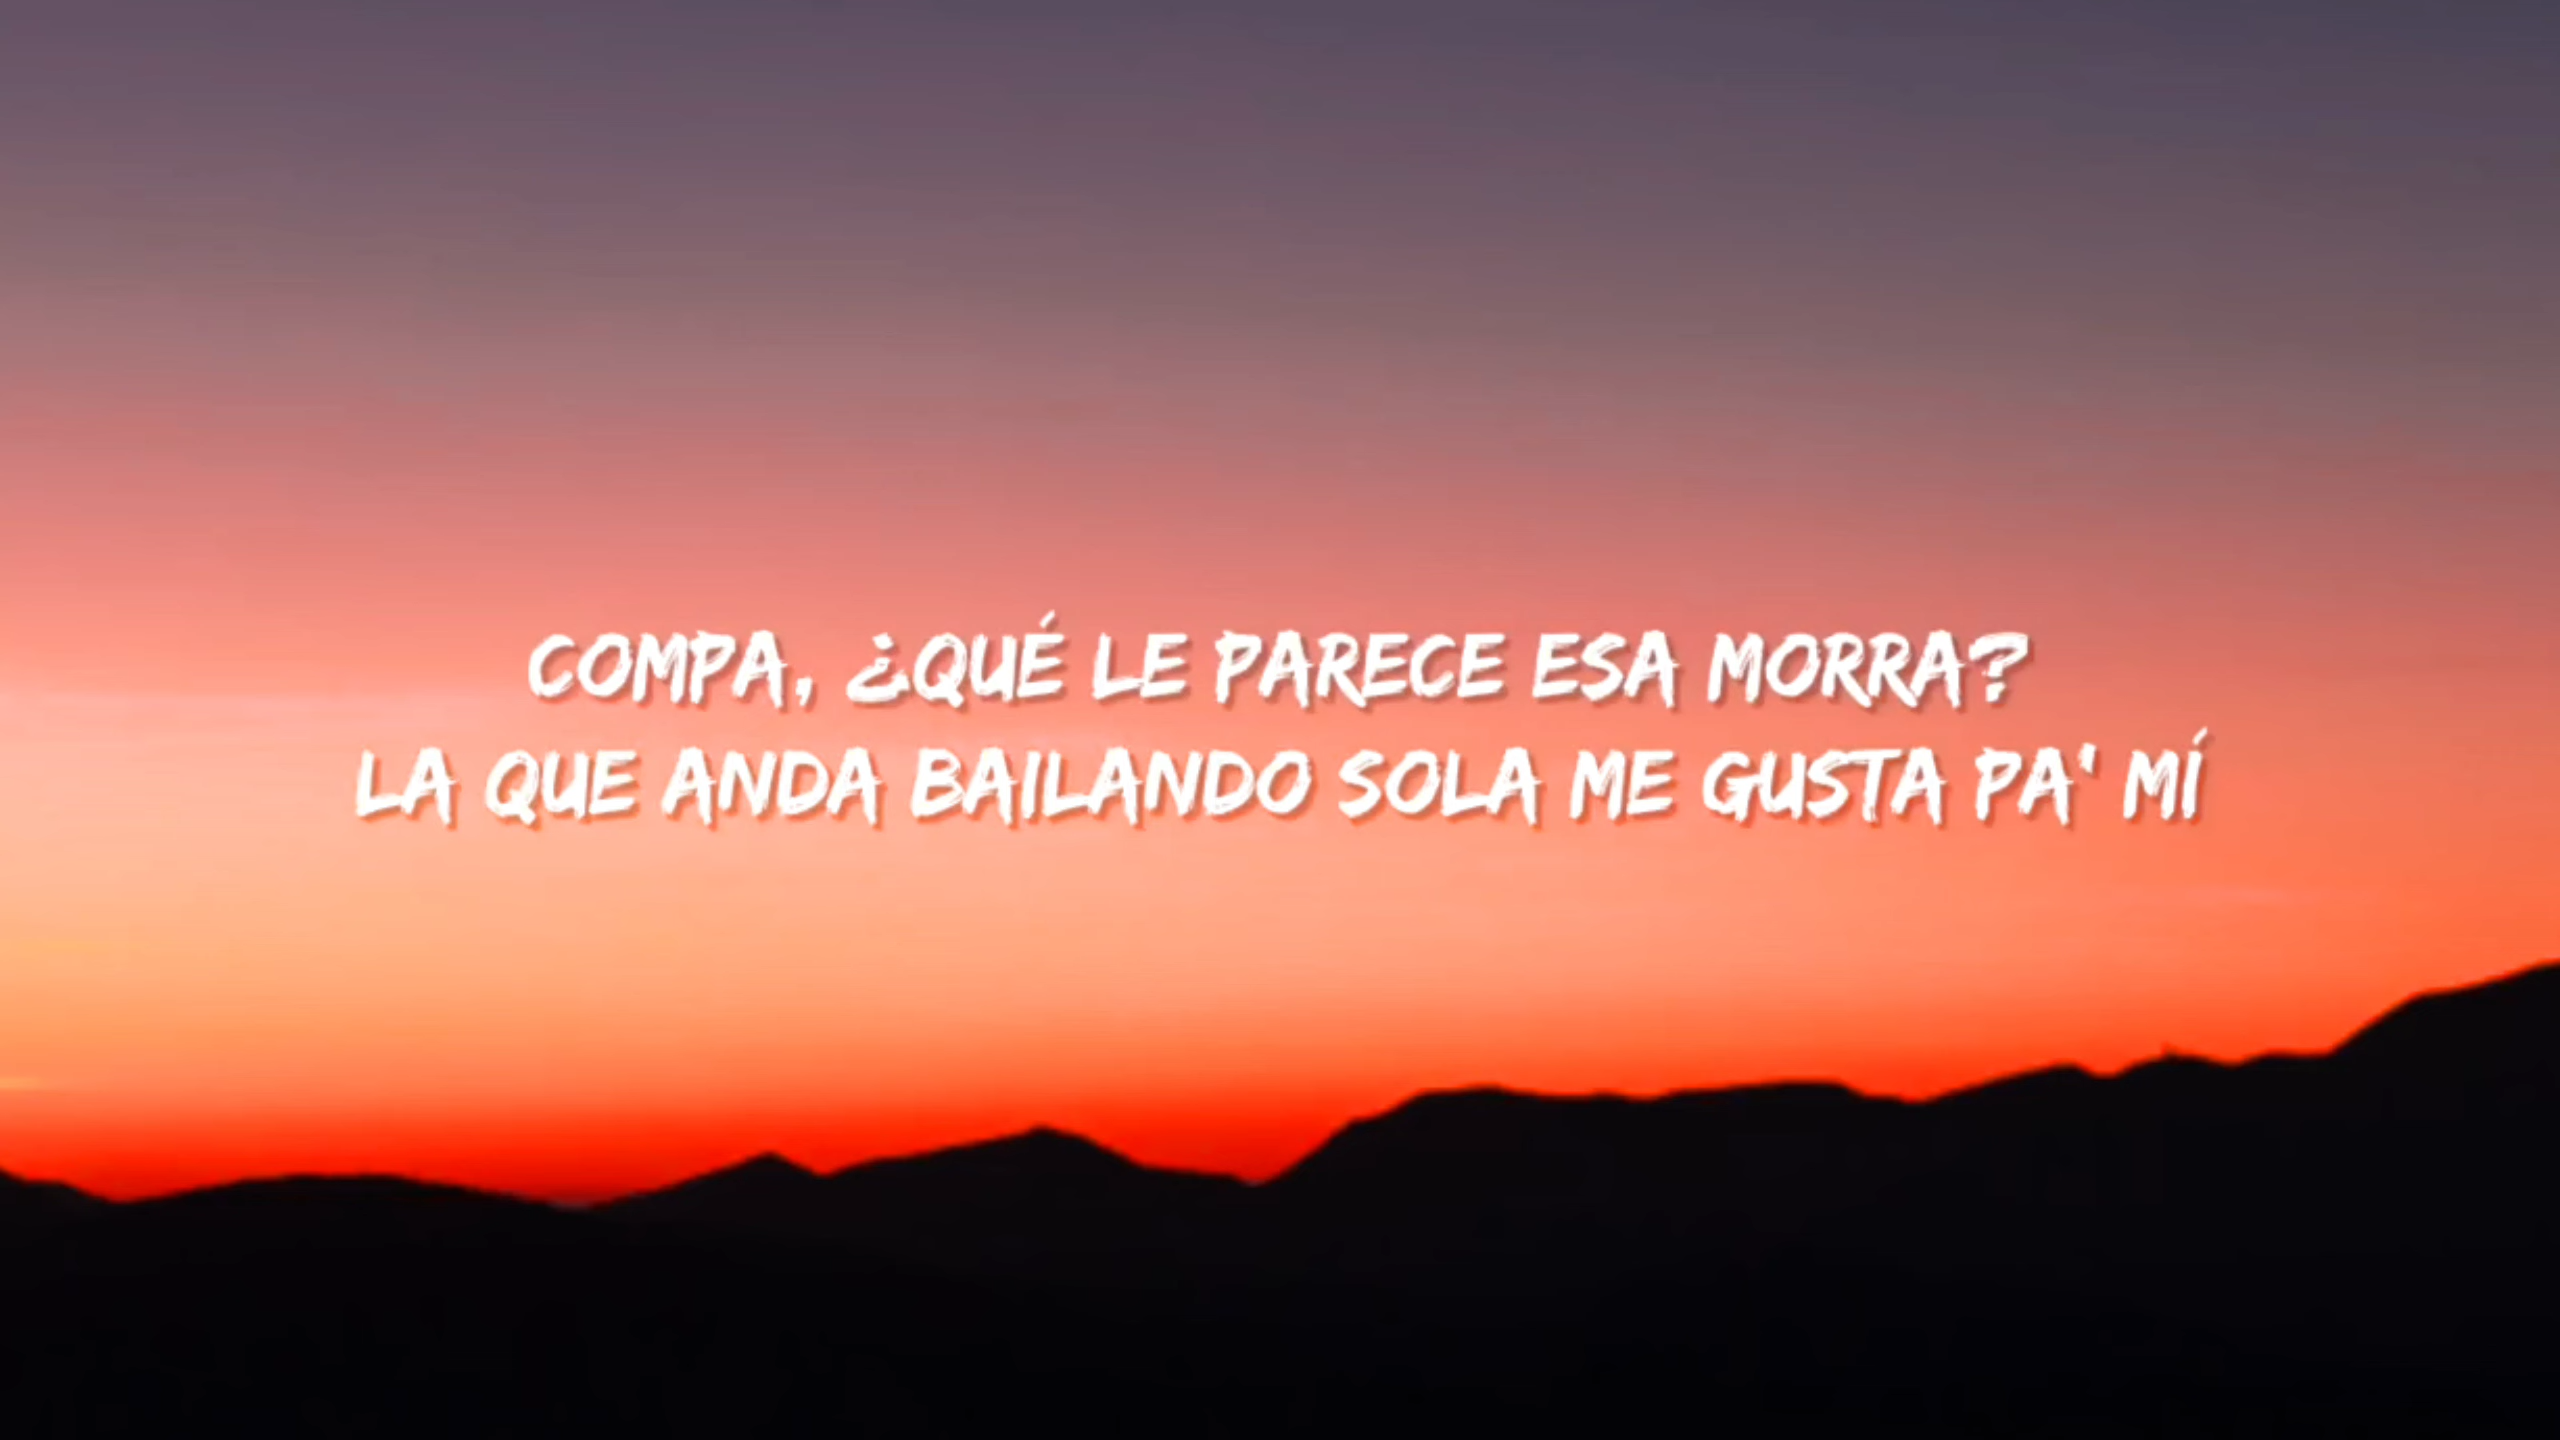 COMPA, ¿QUÉ LE PARECE ESA MORRA?
LA QUE ANDA BAILANDO SOLA ME GUSTA PA' MÍ